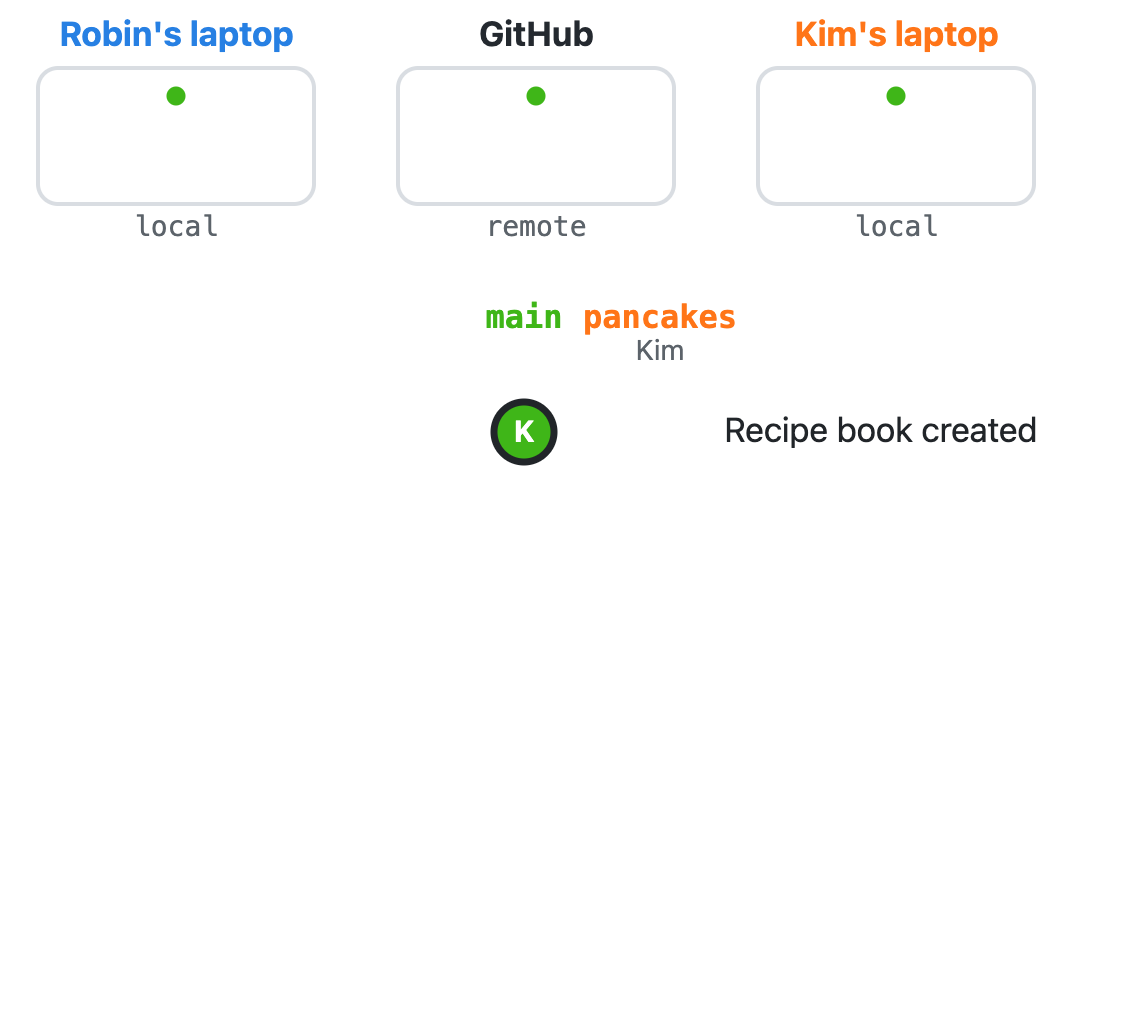 Robin's laptop GitHub Kim's laptop
local remote local
main pancakes
Kim
K Recipe book created